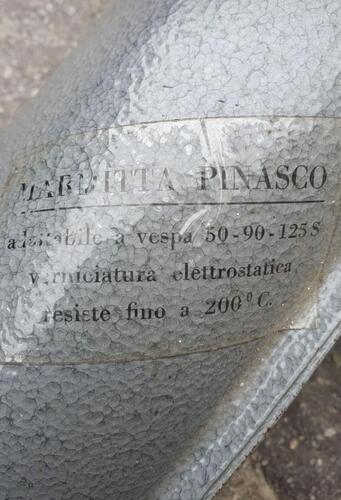 MARMITTA PINASCO
adattabile a vespa 50-90-125S
verniciatura elettrostatica
resiste fino a 200°C.